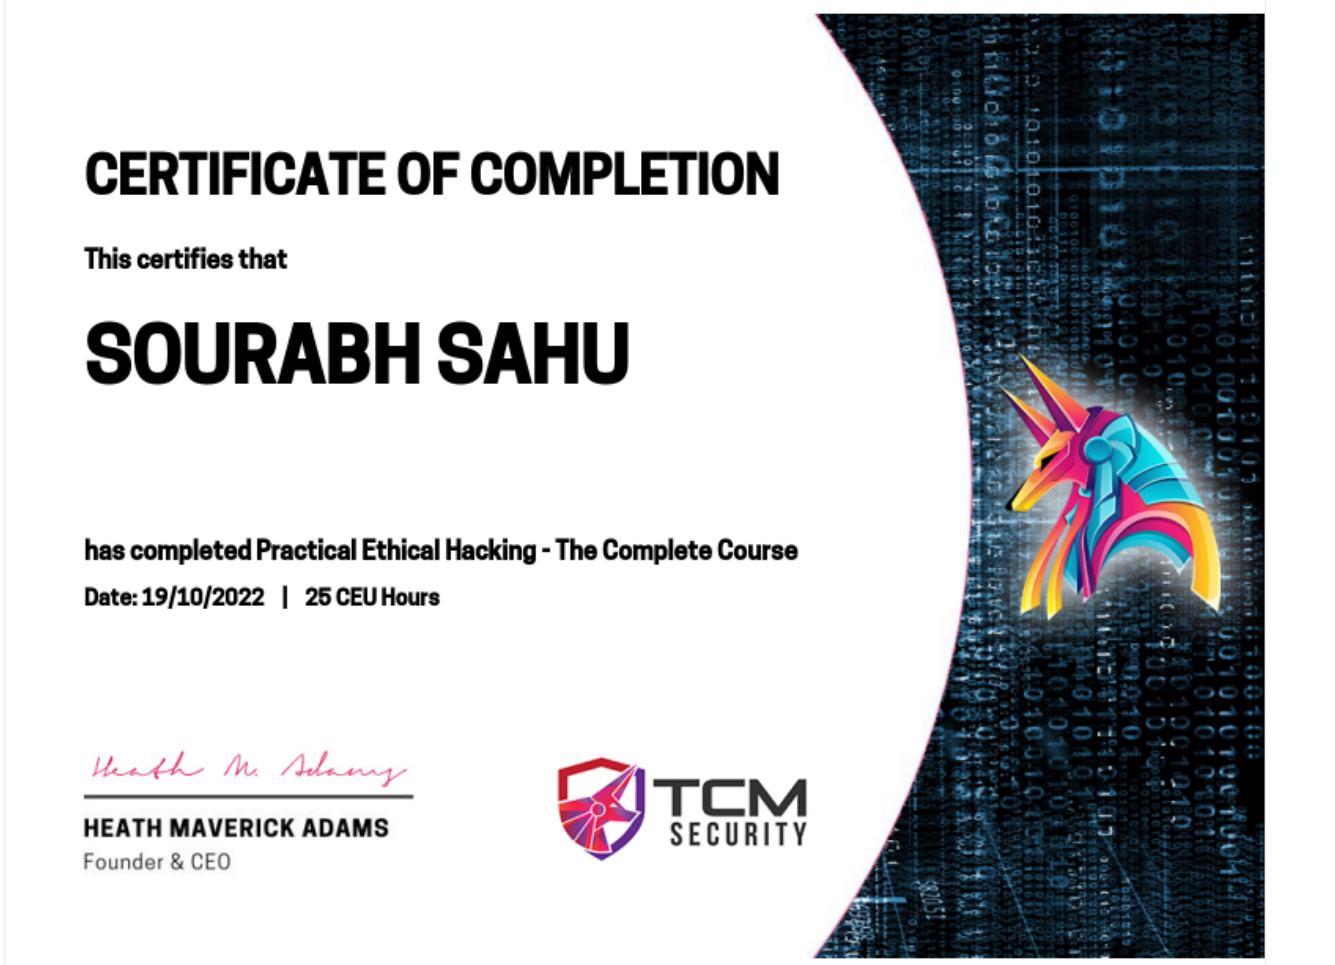 CERTIFICATE OF COMPLETION
This certifies that
SOURABH SAHU
has completed Practical Ethical Hacking - The Complete Course
Date: 19/10/2022 | 25 CEU Hours
Heath M. Adams
HEATH MAVERICK ADAMS
Founder & CEO
TCM
SECURITY